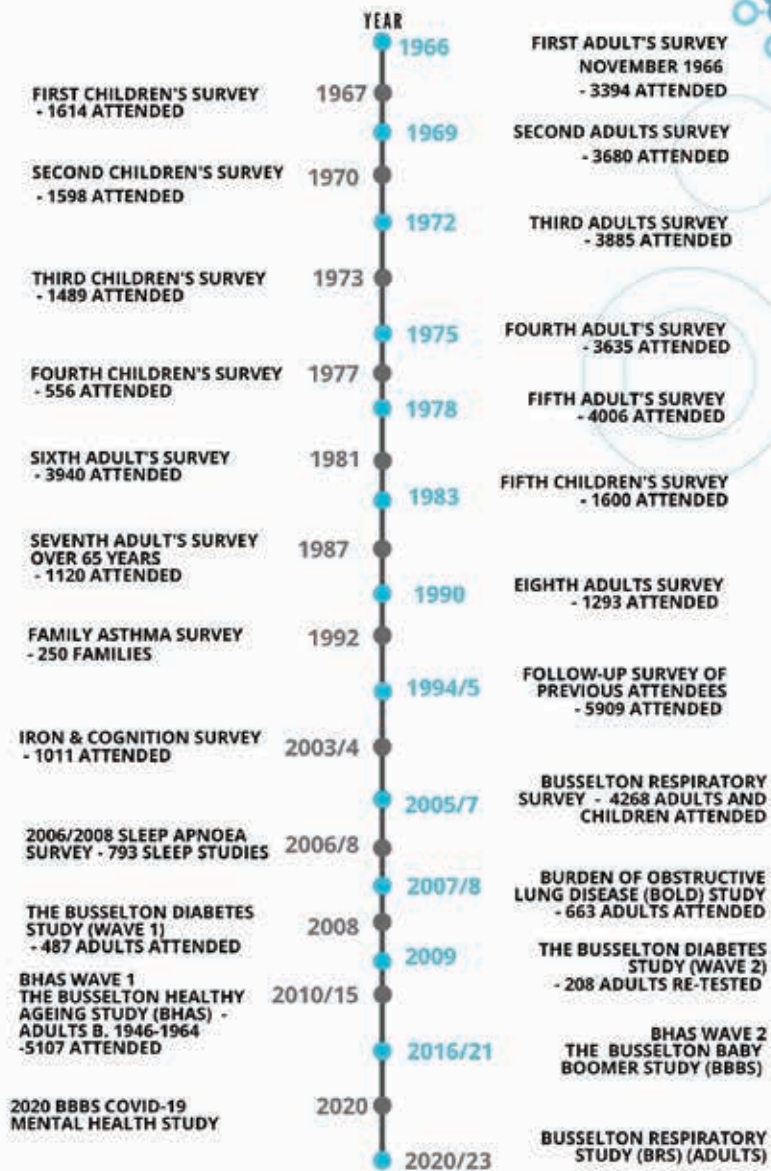 YEAR
1966
FIRST ADULT'S SURVEY
NOVEMBER 1966
- 3394 ATTENDED
FIRST CHILDREN'S SURVEY
- 1614 ATTENDED
1967
1969
SECOND ADULTS SURVEY
- 3680 ATTENDED
SECOND CHILDREN'S SURVEY
- 1598 ATTENDED
1970
1972
THIRD ADULTS SURVEY
- 3885 ATTENDED
THIRD CHILDREN'S SURVEY
- 1489 ATTENDED
1973
1975
FOURTH ADULT'S SURVEY
- 3635 ATTENDED
FOURTH CHILDREN'S SURVEY
- 556 ATTENDED
1977
1978
FIFTH ADULT'S SURVEY
- 4006 ATTENDED
SIXTH ADULT'S SURVEY
- 3940 ATTENDED
1981
1983
FIFTH CHILDREN'S SURVEY
- 1600 ATTENDED
SEVENTH ADULT'S SURVEY
OVER 65 YEARS
- 1120 ATTENDED
1987
1990
EIGHTH ADULTS SURVEY
- 1293 ATTENDED
FAMILY ASTHMA SURVEY
- 250 FAMILIES
1992
1994/5
FOLLOW-UP SURVEY OF
PREVIOUS ATTENDEES
- 5909 ATTENDED
IRON & COGNITION SURVEY
- 1011 ATTENDED
2003/4
2005/7
BUSSELTON RESPIRATORY
SURVEY - 4268 ADULTS AND
CHILDREN ATTENDED
2006/2008 SLEEP APNOEA
SURVEY - 793 SLEEP STUDIES
2006/8
2007/8
BURDEN OF OBSTRUCTIVE
LUNG DISEASE (BOLD) STUDY
- 663 ADULTS ATTENDED
THE BUSSELTON DIABETES
STUDY (WAVE 1)
- 487 ADULTS ATTENDED
2008
2009
THE BUSSELTON DIABETES
STUDY (WAVE 2)
- 208 ADULTS RE-TESTED
BHAS WAVE 1
THE BUSSELTON HEALTHY
AGEING STUDY (BHAS) -
ADULTS B. 1946-1964
-5107 ATTENDED
2010/15
2016/21
BHAS WAVE 2
THE BUSSELTON BABY
BOOMER STUDY (BBBS)
2020 BBBS COVID-19
MENTAL HEALTH STUDY
2020
2020/23
BUSSELTON RESPIRATORY
STUDY (BRS) (ADULTS)